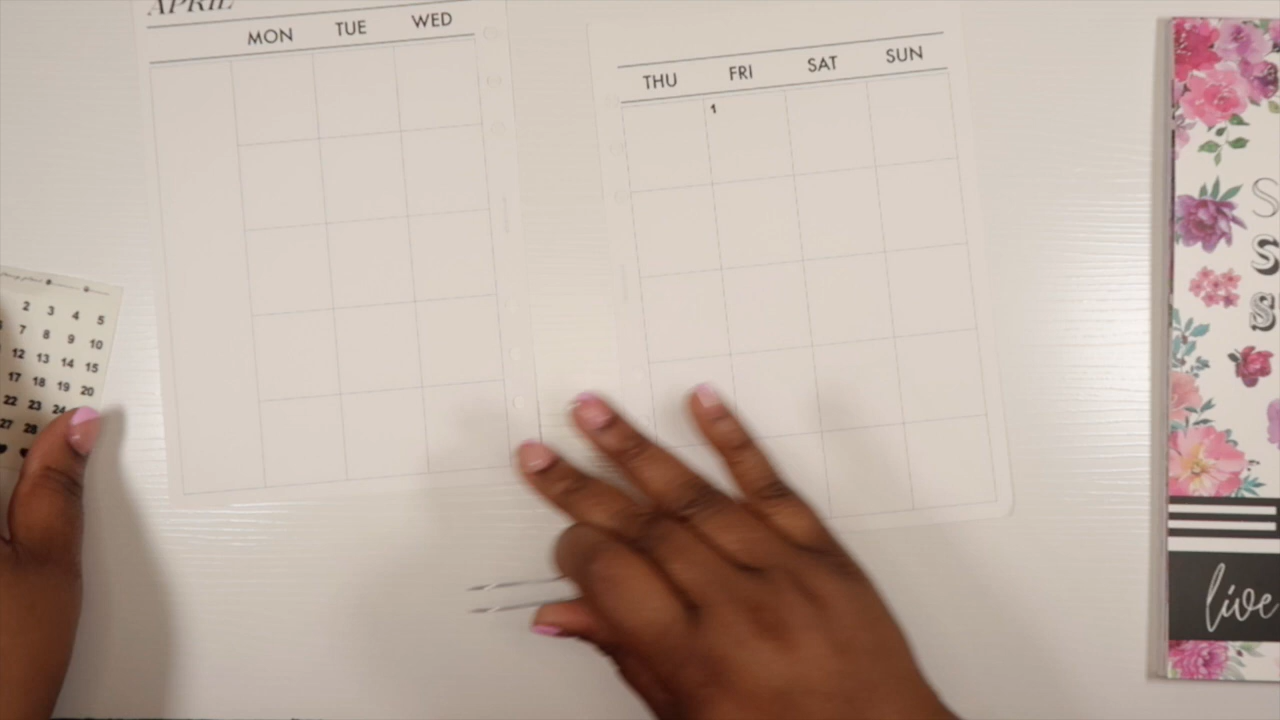 APRIL
MON TUE WED
THU FRI SAT SUN
1
2 3 4 5
7 8 9 10
12 13 14 15
17 18 19 20
22 23 24
27 28
S
S
S
live